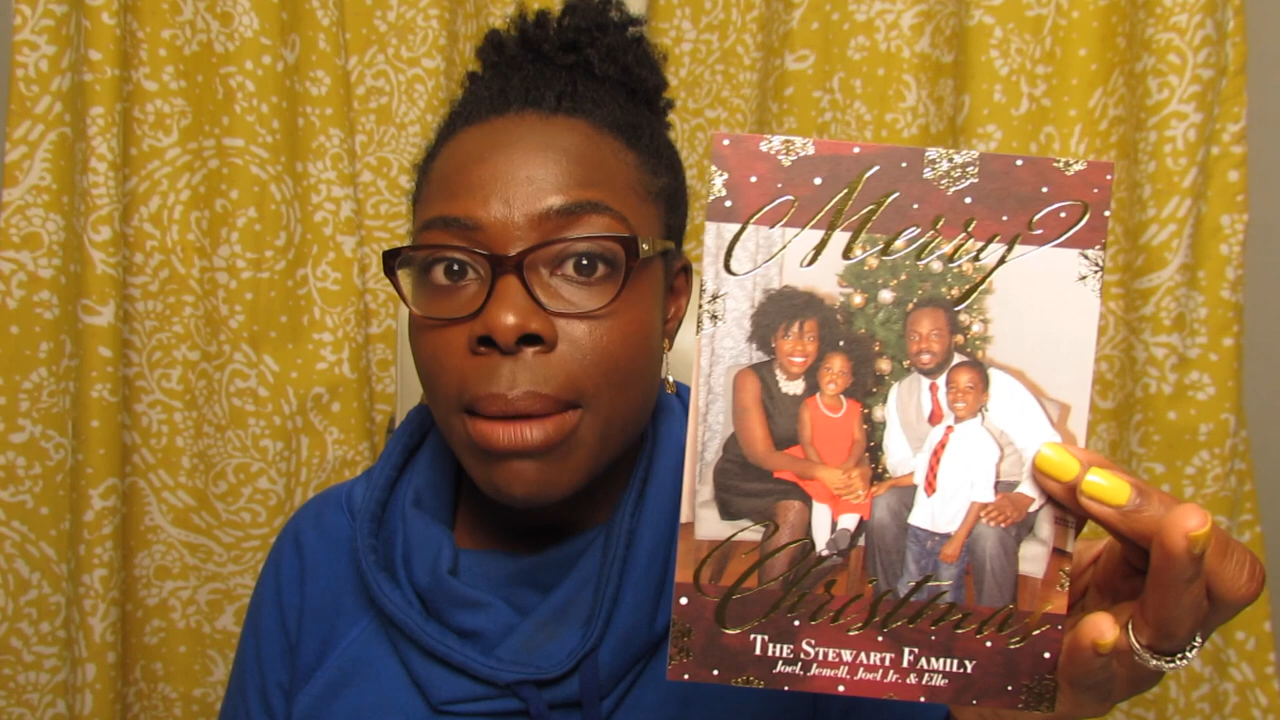 Merry
Christmas
THE STEWART FAMILY
Joel, Jenell, Joel Jr. & Elle